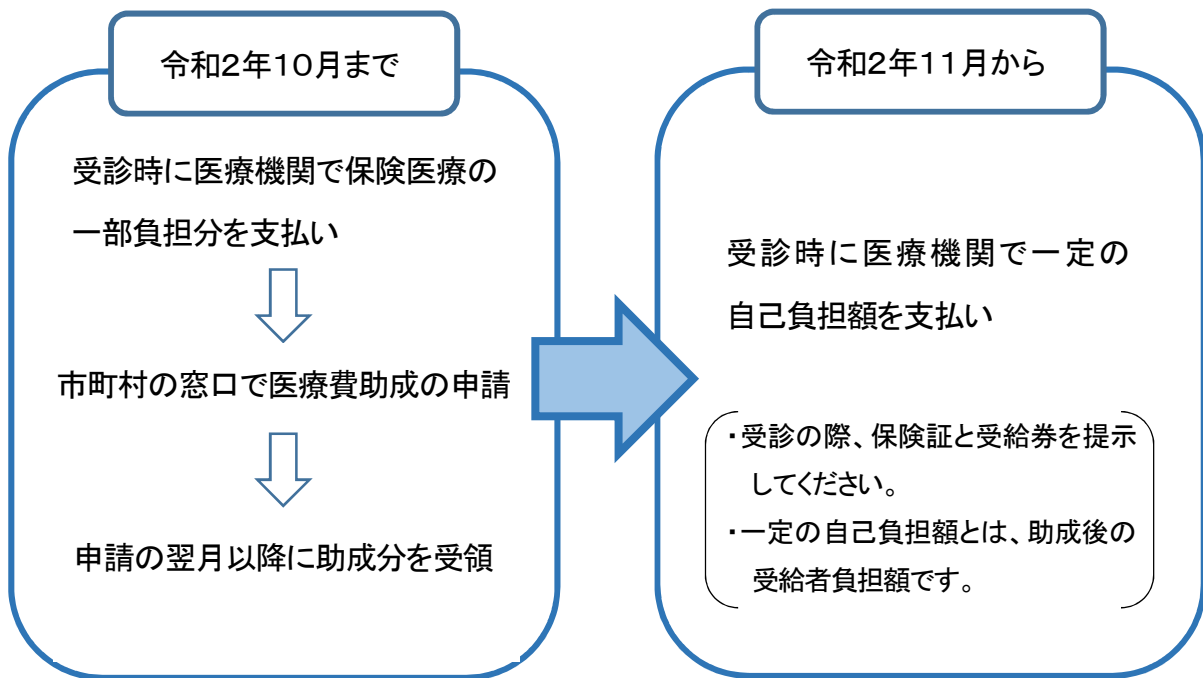 令和2年10月まで
受診時に医療機関で保険医療の
一部負担分を支払い
市町村の窓口で医療費助成の申請
申請の翌月以降に助成分を受領
令和2年11月から
受診時に医療機関で一定の
自己負担額を支払い
・受診の際、保険証と受給券を提示
してください。
・一定の自己負担額とは、助成後の
受給者負担額です。